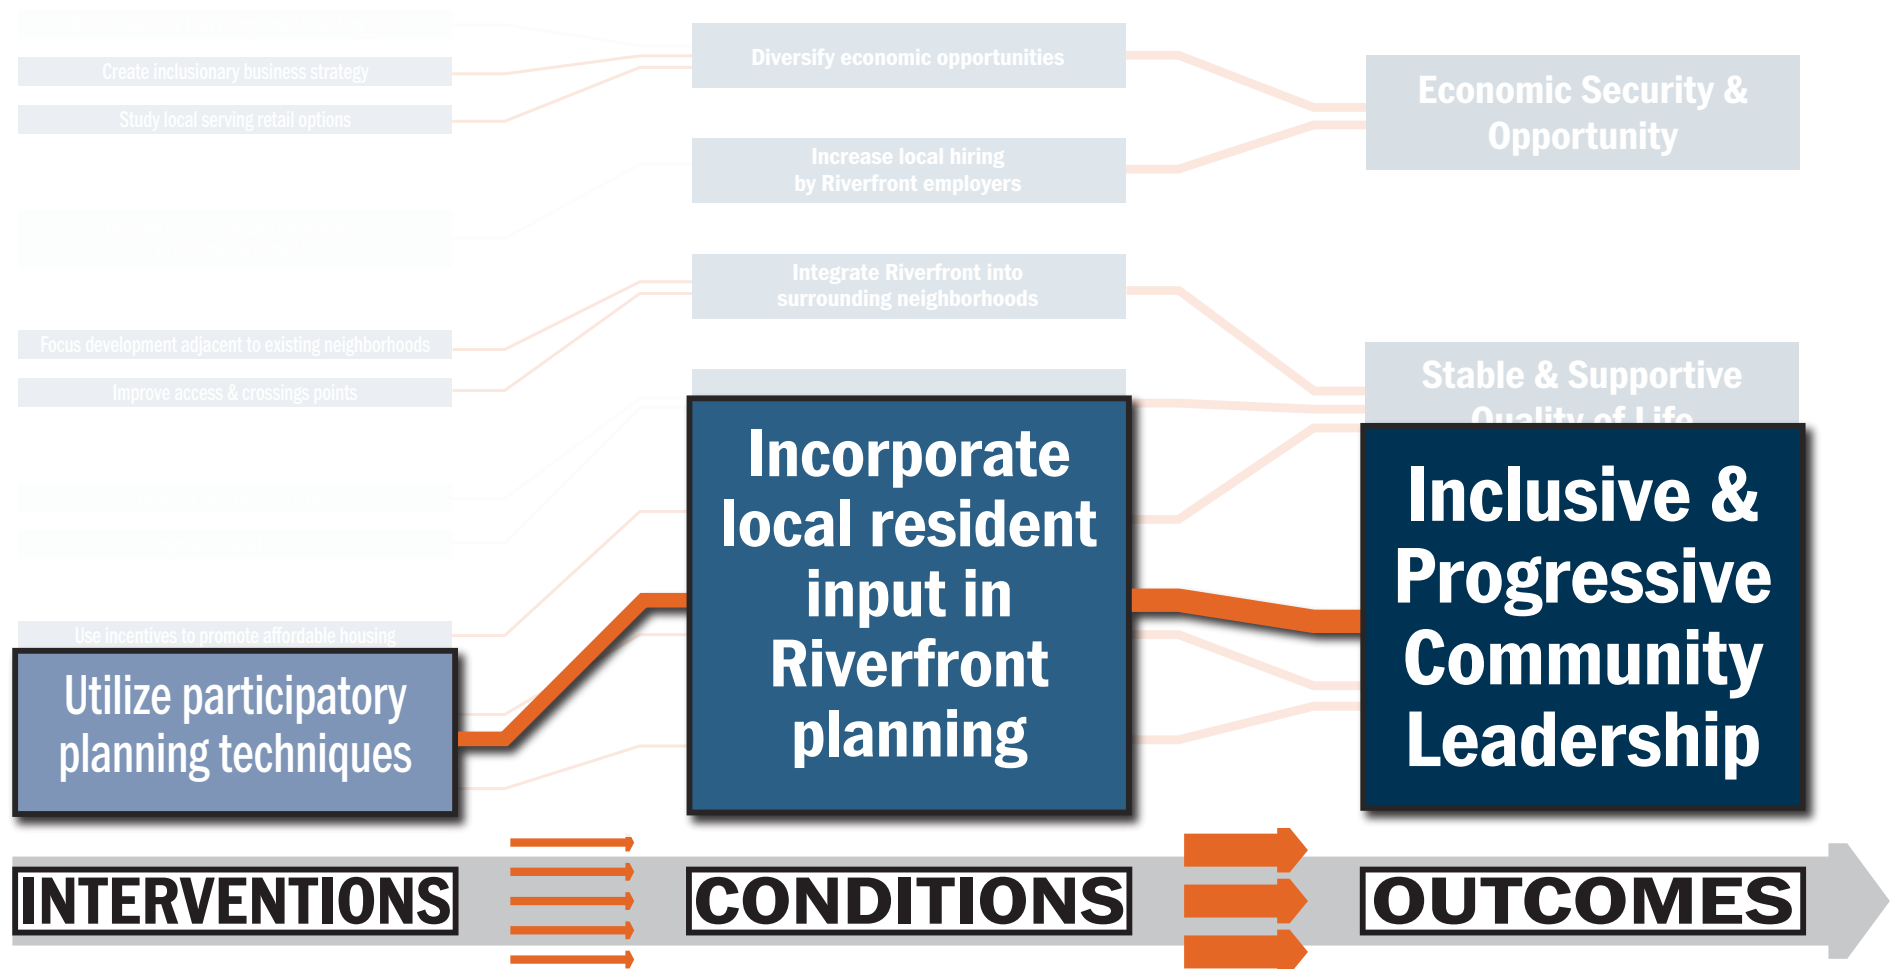 Create inclusionary business strategy
Study local serving retail options
Focus development adjacent to existing neighborhoods
Improve access & crossings points
Use incentives to promote affordable housing
Utilize participatory
planning techniques
Diversify economic opportunities
Increase local hiring
by Riverfront employers
Integrate Riverfront into
surrounding neighborhoods
Incorporate
local resident
input in
Riverfront
planning
Economic Security &
Opportunity
Stable & Supportive
Quality of Life
Inclusive &
Progressive
Community
Leadership
INTERVENTIONS
CONDITIONS
OUTCOMES